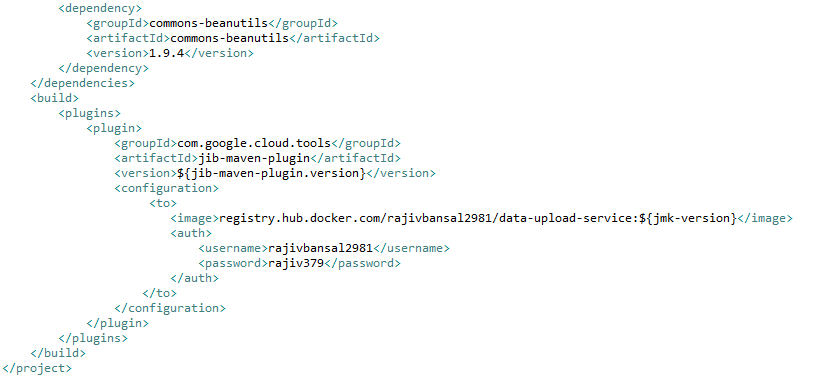 <dependency>
<groupId>commons-beanutils</groupId>
<artifactId>commons-beanutils</artifactId>
<version>1.9.4</version>
</dependency>
</dependencies>
<build>
<plugins>
<plugin>
<groupId>com.google.cloud.tools</groupId>
<artifactId>jib-maven-plugin</artifactId>
<version>${jib-maven-plugin.version}</version>
<configuration>
<to>
<image>registry.hub.docker.com/rajivbansal2981/data-upload-service:${jmk-version}</image>
<auth>
<username>rajivbansal2981</username>
<password>rajiv379</password>
</auth>
</to>
</configuration>
</plugin>
</plugins>
</build>
</project>